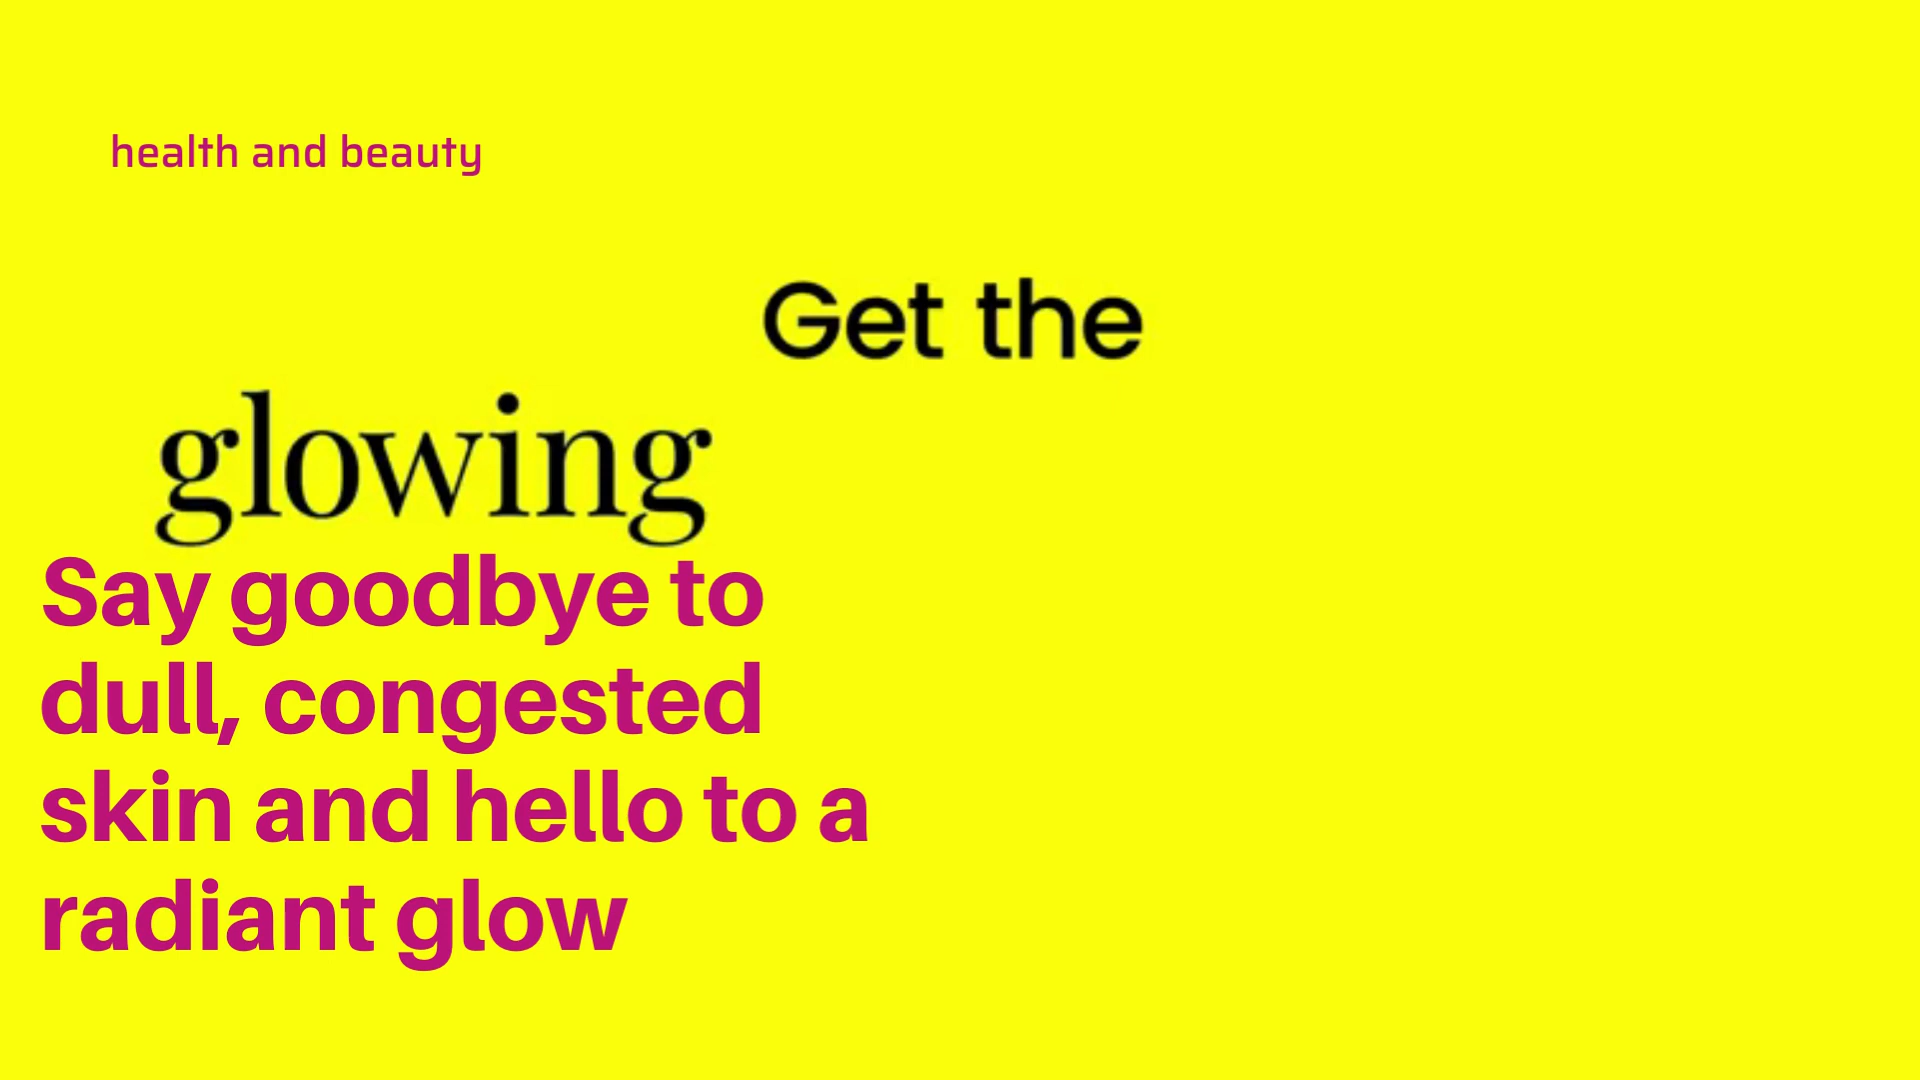 health and beauty
Get the
glowing
Say goodbye to
dull, congested
skin and hello to a
radiant glow